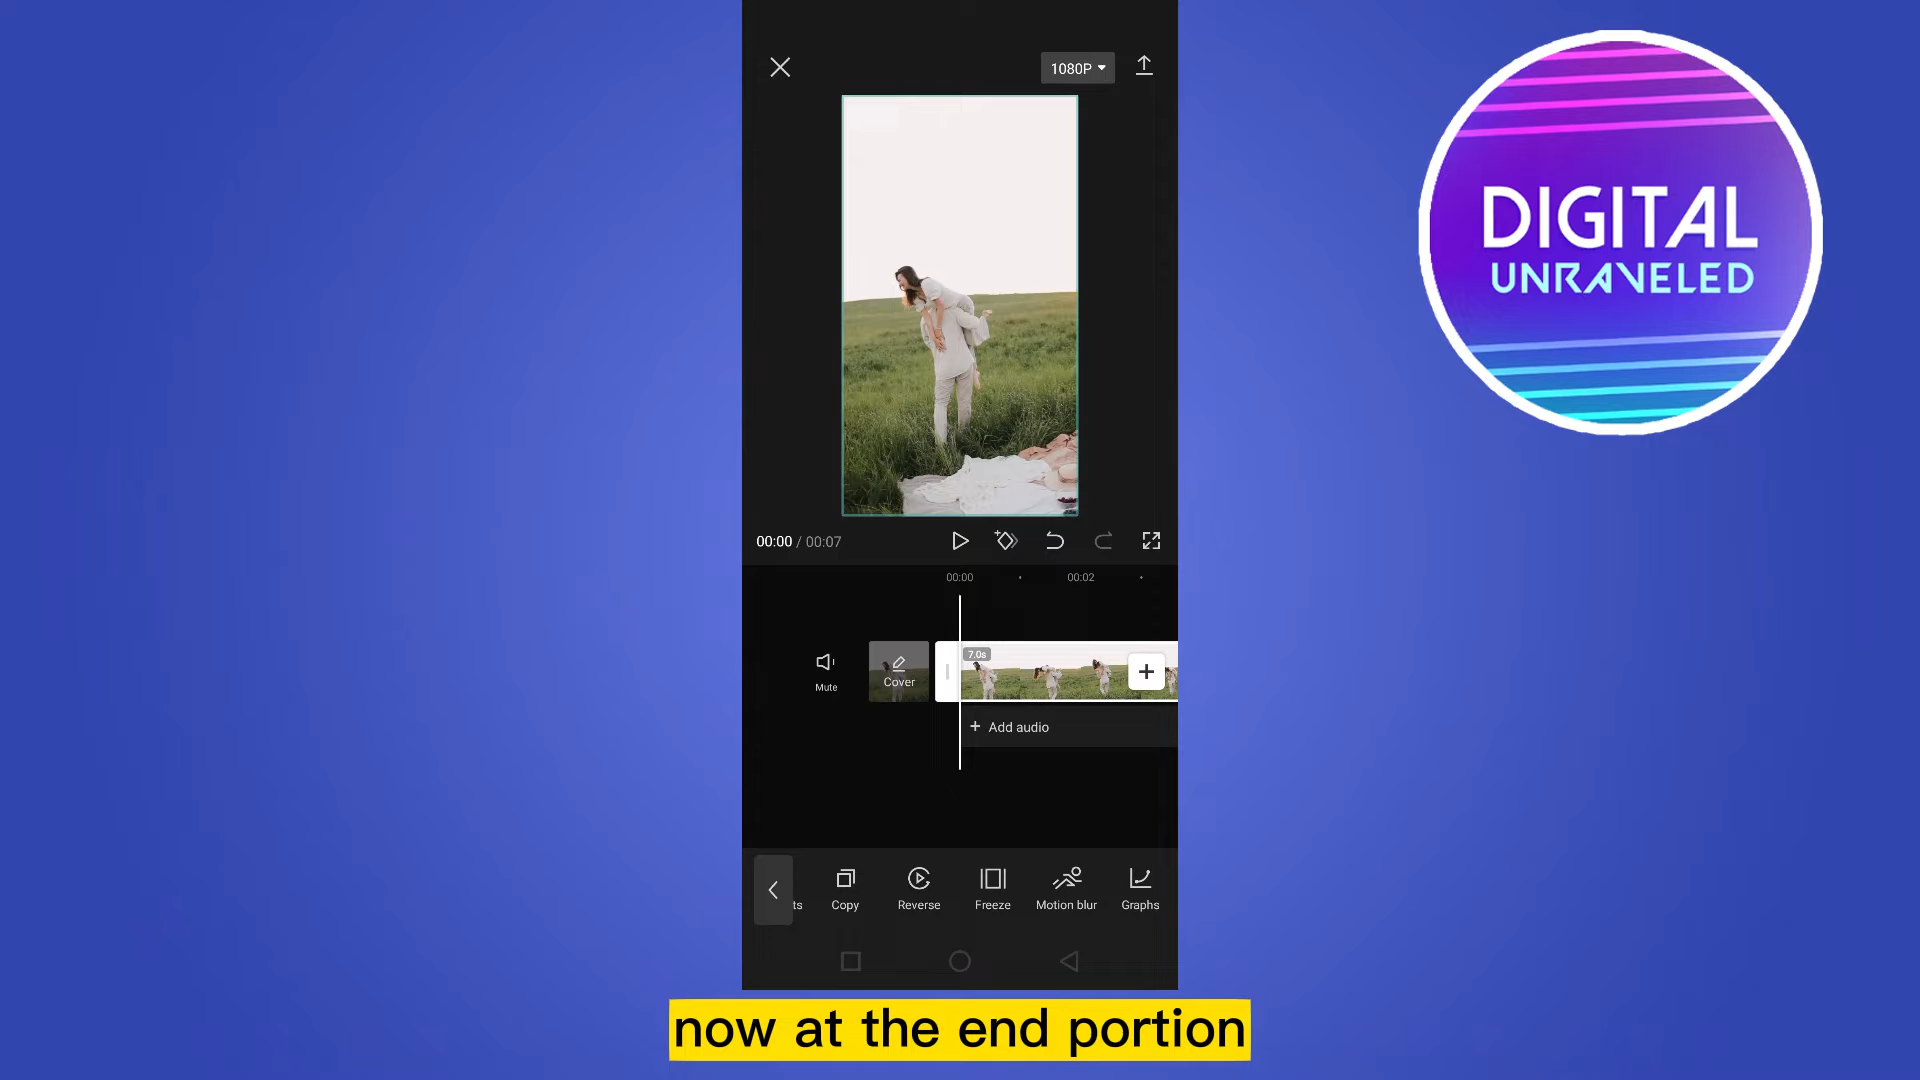 1080P
DIGITAL
UNRAVELED
00:00 / 00:07
00:00
00:02
7.0s
Mute
Cover
+ Add audio
ts
Copy
Reverse
Freeze
Motion blur
Graphs
now at the end portion